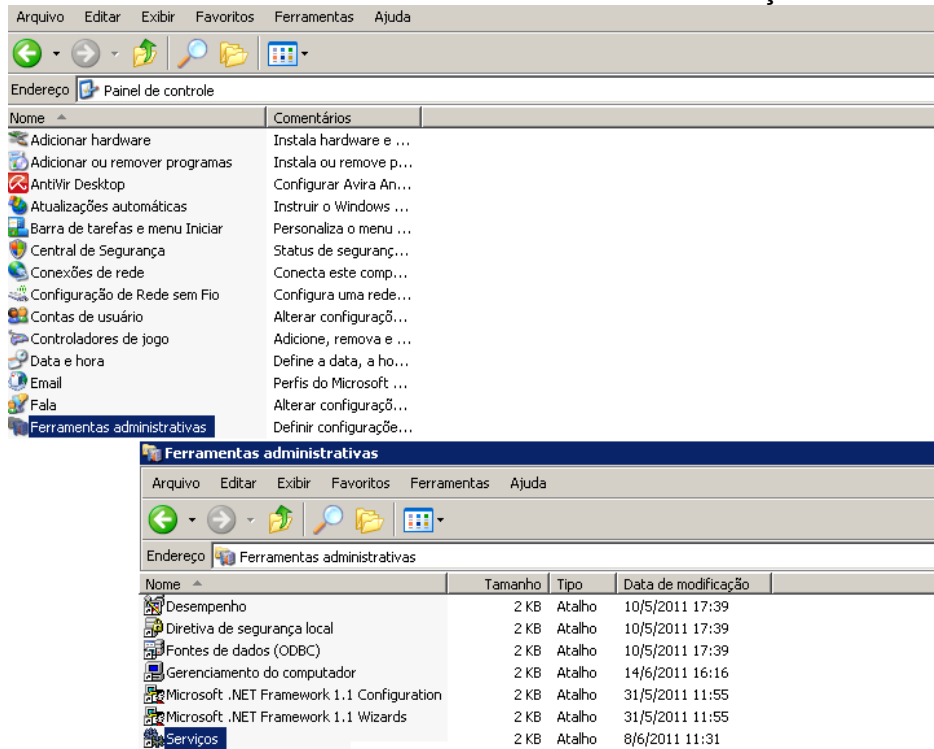 Arquivo Editar Exibir Favoritos Ferramentas Ajuda
Endereço Painel de controle
Nome Comentários
Adicionar hardware Instala hardware e ...
Adicionar ou remover programas Instala ou remove p...
AntiVir Desktop Configurar Avira An...
Atualizações automáticas Instruir o Windows ...
Barra de tarefas e menu Iniciar Personaliza o menu ...
Central de Segurança Status de seguranç...
Conexões de rede Conecta este comp...
Configuração de Rede sem Fio Configura uma rede...
Contas de usuário Alterar configuraçõ...
Controladores de jogo Adicione, remova e ...
Data e hora Define a data, a ho...
Email Perfis do Microsoft ...
Fala Alterar configuraçõ...
Ferramentas administrativas Definir configuraçõe...
Ferramentas administrativas
Arquivo Editar Exibir Favoritos Ferramentas Ajuda
Endereço Ferramentas administrativas
Nome Tamanho Tipo Data de modificação
Desempenho 2 KB Atalho 10/5/2011 17:39
Diretiva de segurança local 2 KB Atalho 10/5/2011 17:39
Fontes de dados (ODBC) 2 KB Atalho 10/5/2011 17:39
Gerenciamento do computador 2 KB Atalho 14/6/2011 16:16
Microsoft .NET Framework 1.1 Configuration 2 KB Atalho 31/5/2011 11:55
Microsoft .NET Framework 1.1 Wizards 2 KB Atalho 31/5/2011 11:55
Serviços 2 KB Atalho 8/6/2011 11:31